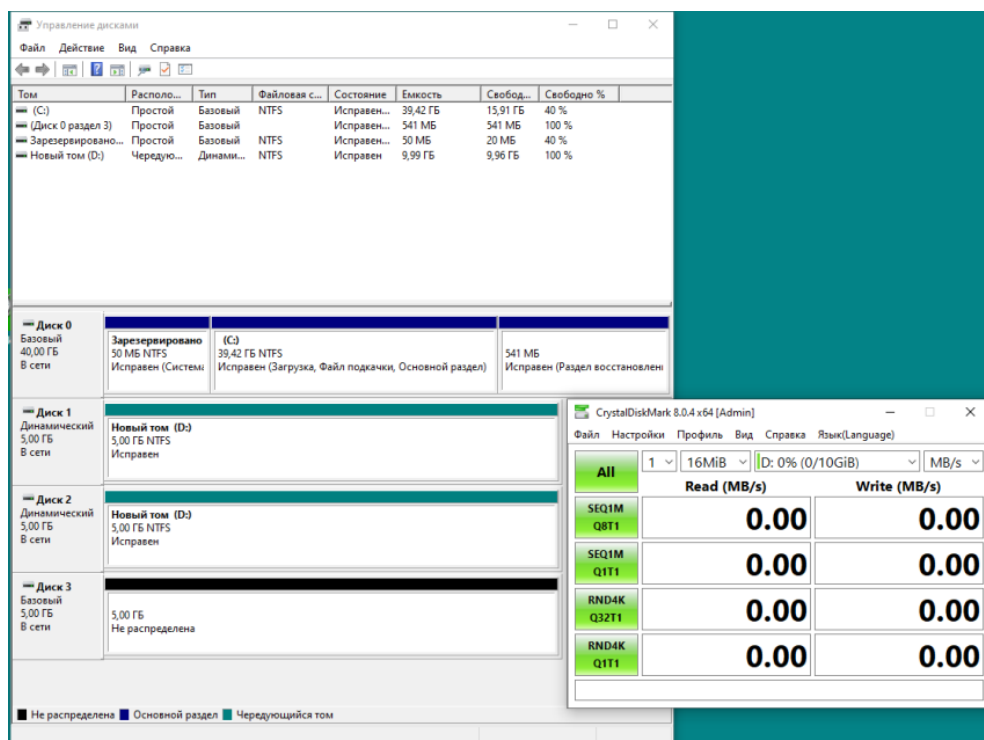 Управление дисками
Файл Действие Вид Справка
Том Располо... Тип Файловая с... Состояние Емкость Свобод... Свободно %
(C:) Простой Базовый NTFS Исправен... 39,42 ГБ 15,91 ГБ 40 %
(Диск 0 раздел 3) Простой Базовый Исправен... 541 МБ 541 МБ 100 %
Зарезервировано... Простой Базовый NTFS Исправен... 50 МБ 20 МБ 40 %
Новый том (D:) Чередую... Динами... NTFS Исправен 9,99 ГБ 9,96 ГБ 100 %
Диск 0
Базовый
40,00 ГБ
В сети
Зарезервировано
50 МБ NTFS
Исправен (Система
(C:)
39,42 ГБ NTFS
Исправен (Загрузка, Файл подкачки, Основной раздел)
541 МБ
Исправен (Раздел восстановлени
Диск 1
Динамический
5,00 ГБ
В сети
Новый том (D:)
5,00 ГБ NTFS
Исправен
Диск 2
Динамический
5,00 ГБ
В сети
Новый том (D:)
5,00 ГБ NTFS
Исправен
Диск 3
Базовый
5,00 ГБ
В сети
5,00 ГБ
Не распределена
Не распределена Основной раздел Чередующийся том
CrystalDiskMark 8.0.4 x64 [Admin]
Файл Настройки Профиль Вид Справка Язык(Language)
All 1 16MiB D: 0% (0/10GiB) MB/s
Read (MB/s) Write (MB/s)
SEQ1M
Q8T1
0.00 0.00
SEQ1M
Q1T1
0.00 0.00
RND4K
Q32T1
0.00 0.00
RND4K
Q1T1
0.00 0.00